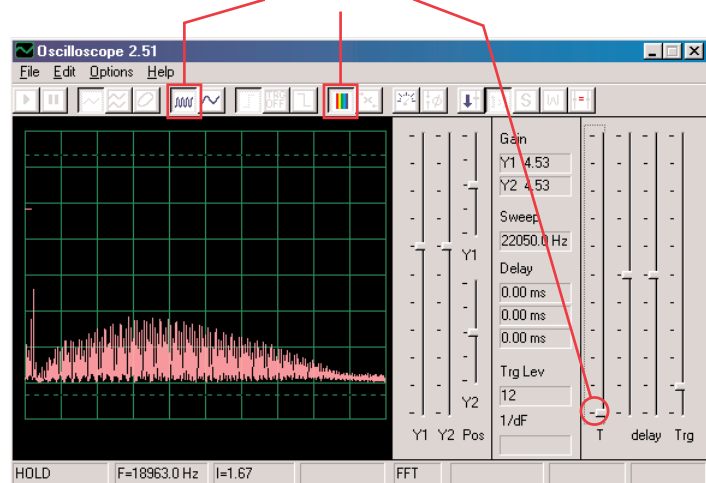 Oscilloscope 2.51
File Edit Options Help
TRG OFF
S W
Gain
Y1 4.53
Y2 4.53
Sweep
22050.0 Hz
Y1
Delay
0.00 ms
0.00 ms
0.00 ms
Trg Lev
12
Y2
1/dF
Y1 Y2 Pos
T delay Trg
HOLD F=18963.0 Hz I=1.67 FFT